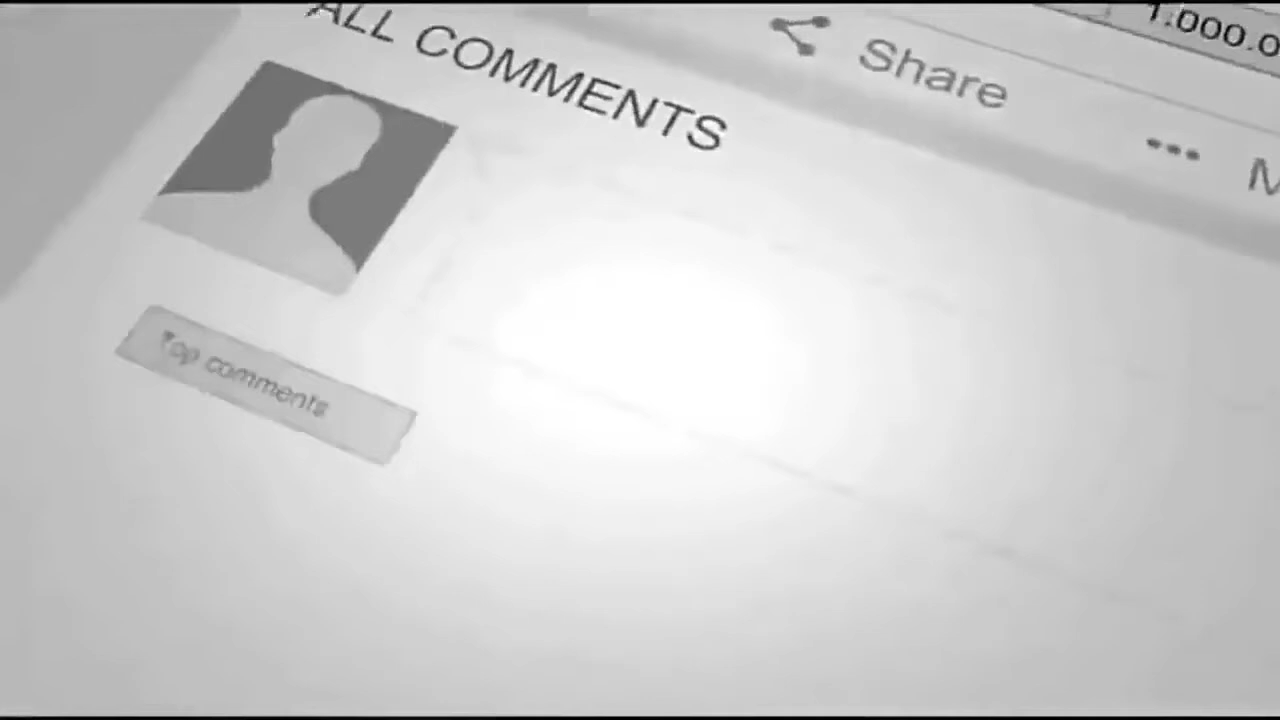 1.000.0
Share
••• M
ALL COMMENTS
Top comments